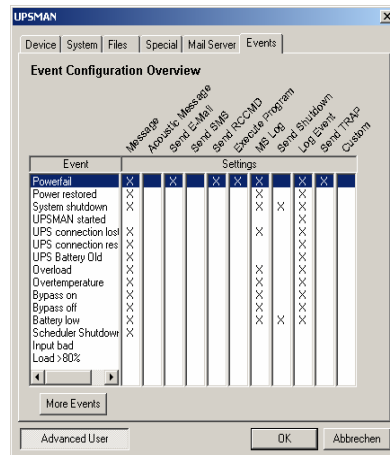 UPSMAN
Device System Files Special Mail Server Events
Event Configuration Overview
Message Acoustic Message Send E-Mail Send SMS Send RCCMD Execute Program MS Log Send Shutdown Log Event Send TRAP Custom
Event Settings
Powerfail X X X X X X X
Power restored X X X
System shutdown X X X X
UPSMAN started X
UPS connection lost X X X
UPS connection res X X
UPS Battery Old X X
Overload X X X
Overtemperature X X X
Bypass on X X X
Bypass off X X X
Battery low X X X X
Scheduler Shutdown X
Input bad
Load >80%
More Events
Advanced User OK Abbrechen